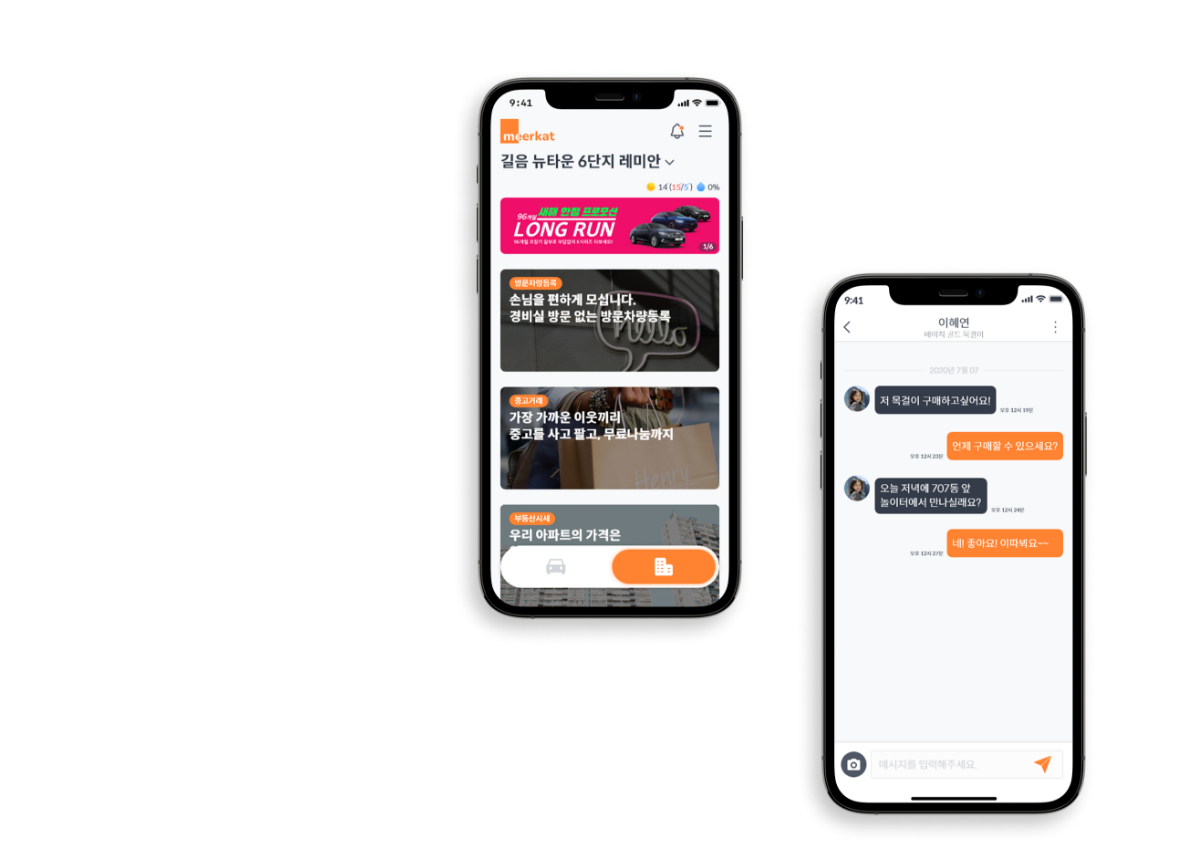 9:41
meerkat
길음 뉴타운 6단지 레미안
14 (15/5) 0%
96개월 새해 한정 프로모션
LONG RUN
1/6
방문차량등록
손님을 편하게 모십니다.
경비실 방문 없는 방문차량등록
hello
중고거래
가장 가까운 이웃끼리
중고를 사고 팔고, 무료나눔까지
Henry
부동산시세
우리 아파트의 가격은
9:41
이혜연
2020년 7월 07
저 목걸이 구매하고싶어요!
오후 12시 19분
언제 구매할 수 있으세요?
오후 12시 23분
오늘 저녁에 707동 앞
놀이터에서 만나실래요?
오후 12시 24분
네! 좋아요! 이따봬요~~
오후 12시 27분
메시지를 입력해주세요